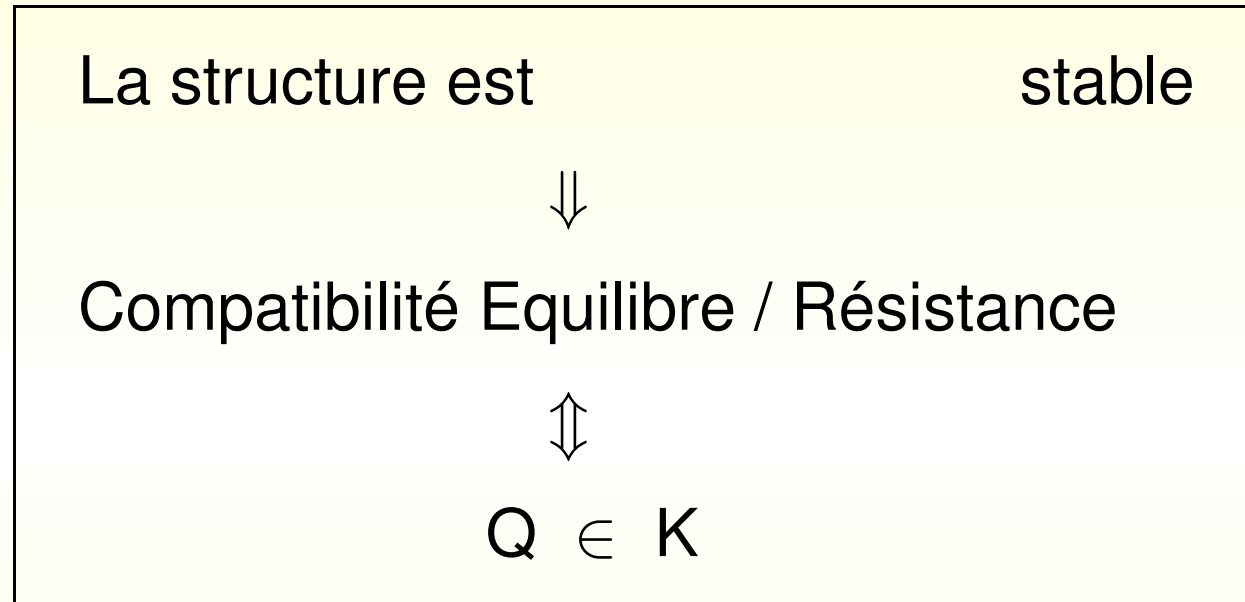 La structure est stable
⇓
Compatibilité Equilibre / Résistance
⇕
Q ∈ K